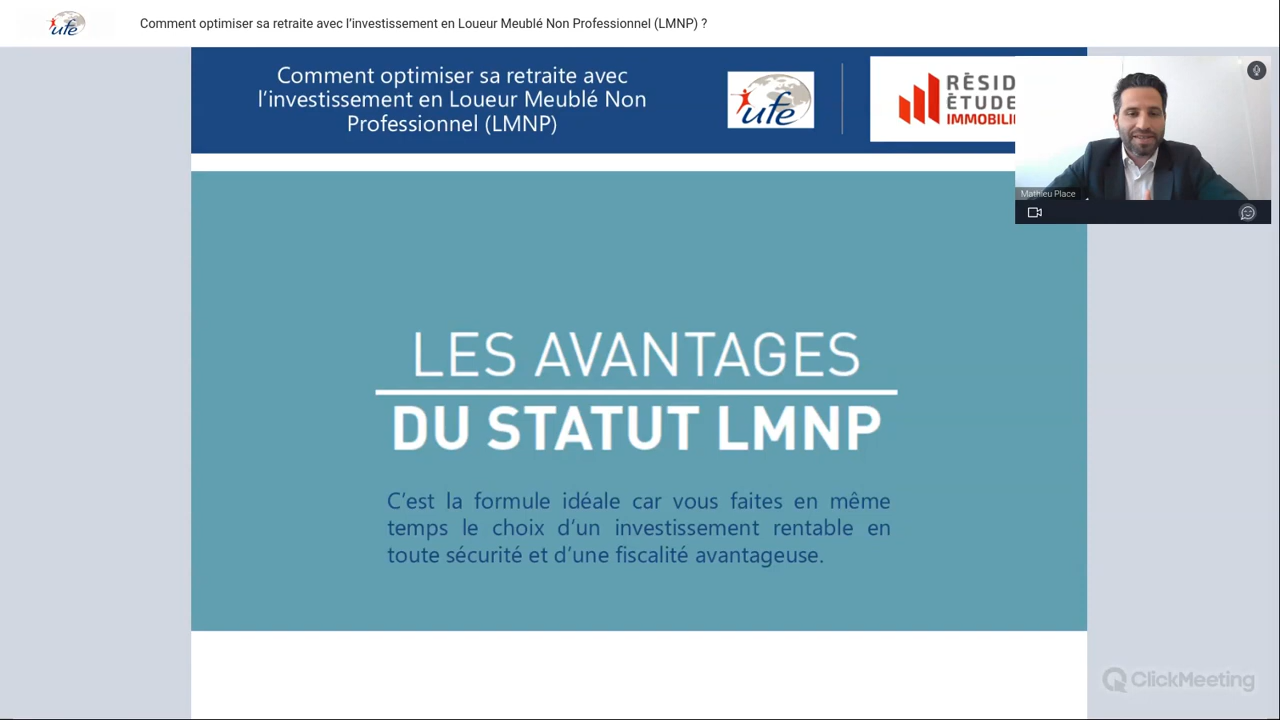 ufe
Comment optimiser sa retraite avec l’investissement en Loueur Meublé Non Professionnel (LMNP) ?
Comment optimiser sa retraite avec
l’investissement en Loueur Meublé Non
Professionnel (LMNP)
ufe
RÉSID
ÉTUDE
IMMOBILI
Mathieu Place
LES AVANTAGES
DU STATUT LMNP
C’est la formule idéale car vous faites en même
temps le choix d’un investissement rentable en
toute sécurité et d’une fiscalité avantageuse.
ClickMeeting